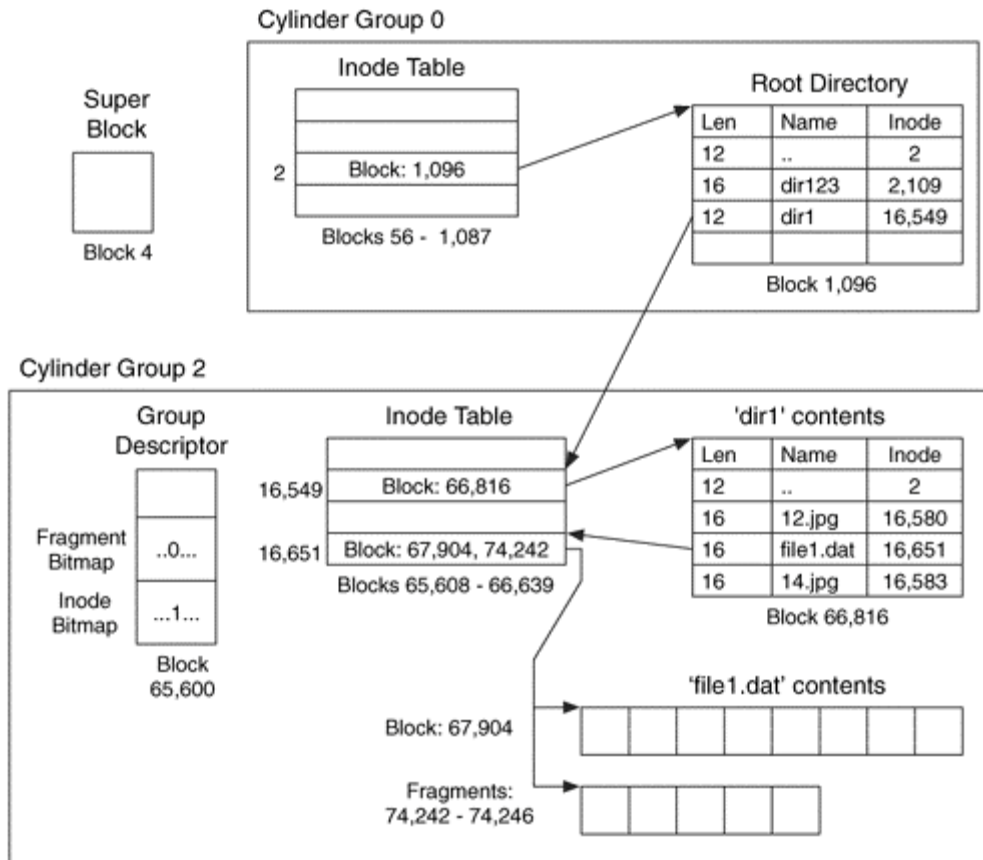 Cylinder Group 0
Super
Block
Block 4
Inode Table
2
Block: 1,096
Blocks 56 - 1,087
Root Directory
Len Name Inode
12 .. 2
16 dir123 2,109
12 dir1 16,549
Block 1,096
Cylinder Group 2
Group
Descriptor
Fragment
Bitmap
..0...
Inode
Bitmap
...1...
Block
65,600
Inode Table
16,549 Block: 66,816
16,651 Block: 67,904, 74,242
Blocks 65,608 - 66,639
'dir1' contents
Len Name Inode
12 .. 2
16 12.jpg 16,580
16 file1.dat 16,651
16 14.jpg 16,583
Block 66,816
'file1.dat' contents
Block: 67,904
Fragments:
74,242 - 74,246